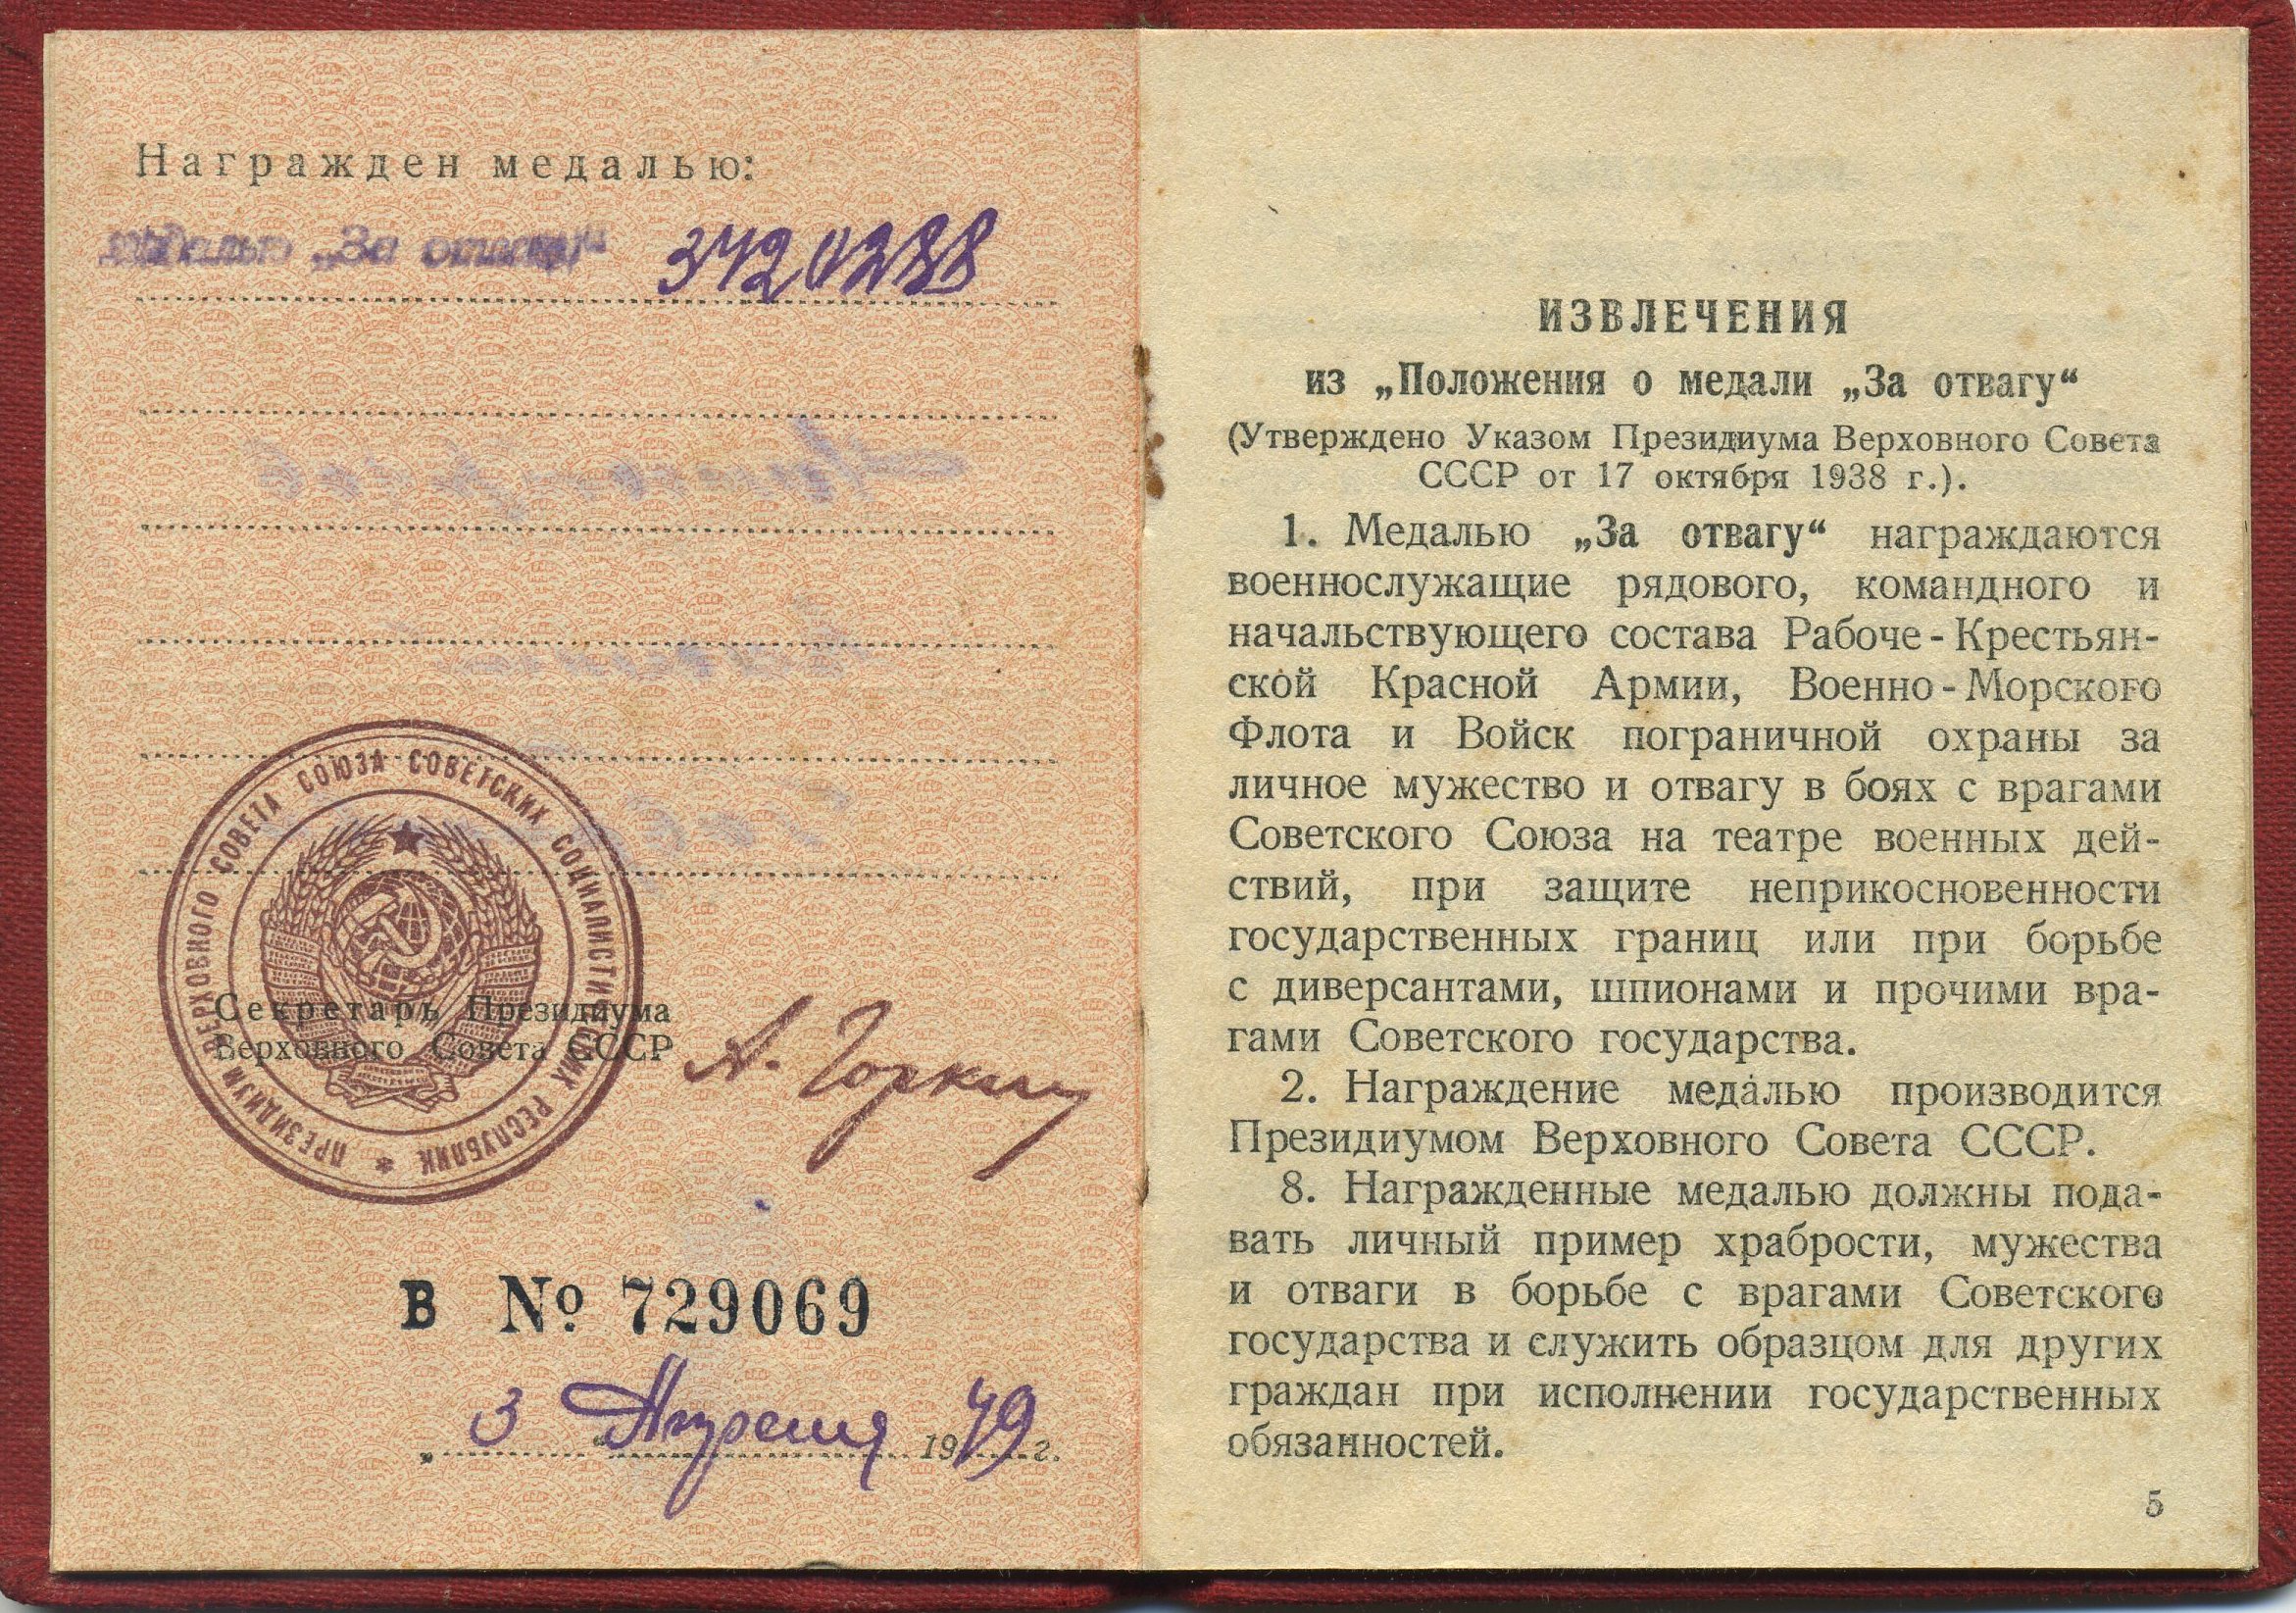 Награжден медалью:
медалью „За отвагу“ 3420288
ПРЕЗИДИУМ ВЕРХОВНОГО СОВЕТА СОЮЗА СОВЕТСКИХ СОЦИАЛИСТИЧЕСКИХ РЕСПУБЛИК *
Секретарь Президиума
Верховного Совета СССР
А. Горкин
В № 729069
„ 3 “ Апреля 1949 г.
ИЗВЛЕЧЕНИЯ
из „Положения о медали „За отвагу“
(Утверждено Указом Президиума Верховного Совета
СССР от 17 октября 1938 г.).
1. Медалью „За отвагу“ награждаются
военнослужащие рядового, командного и
начальствующего состава Рабоче-Крестьян-
ской Красной Армии, Военно-Морского
Флота и Войск пограничной охраны за
личное мужество и отвагу в боях с врагами
Советского Союза на театре военных дей-
ствий, при защите неприкосновенности
государственных границ или при борьбе
с диверсантами, шпионами и прочими вра-
гами Советского государства.
2. Награждение медалью производится
Президиумом Верховного Совета СССР.
8. Награжденные медалью должны пода-
вать личный пример храбрости, мужества
и отваги в борьбе с врагами Советского
государства и служить образцом для других
граждан при исполнении государственных
обязанностей.
5